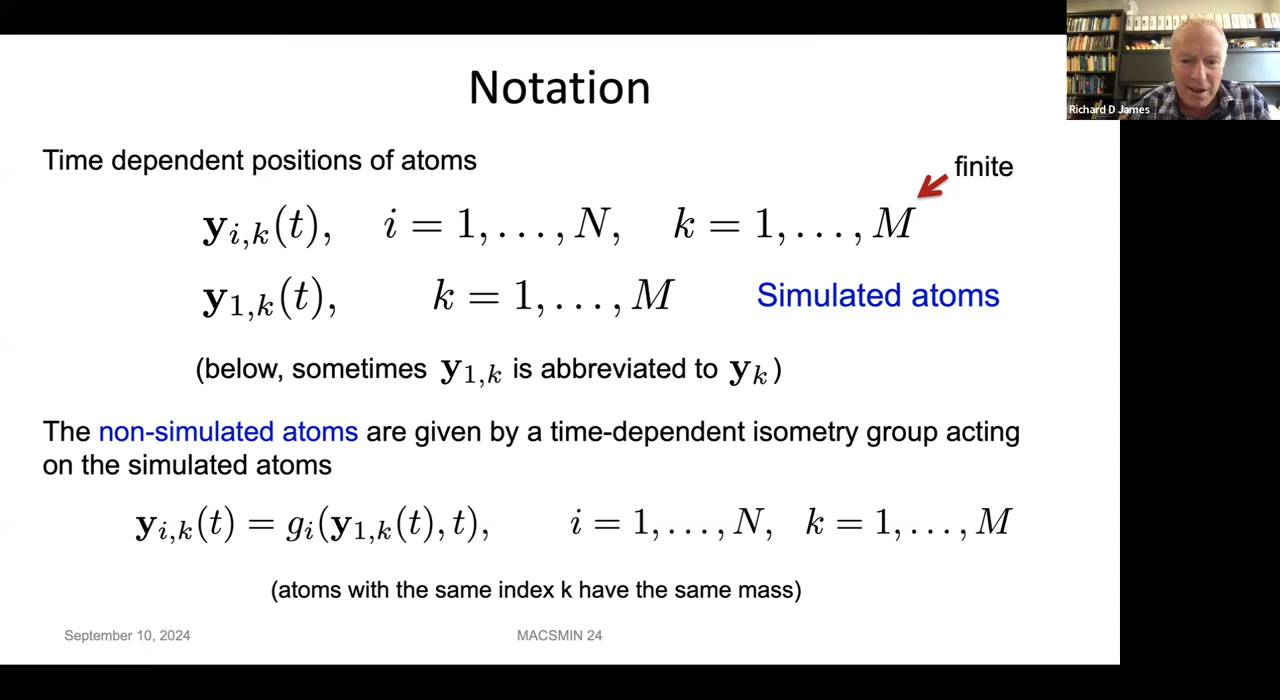 Notation
Richard D James
Time dependent positions of atoms
finite
y_{i,k}(t), i = 1, . . . , N, k = 1, . . . , M
y_{1,k}(t), k = 1, . . . , M Simulated atoms
(below, sometimes y_{1,k} is abbreviated to y_k )
The non-simulated atoms are given by a time-dependent isometry group acting
on the simulated atoms
y_{i,k}(t) = g_i(y_{1,k}(t), t), i = 1, . . . , N, k = 1, . . . , M
(atoms with the same index k have the same mass)
September 10, 2024 MACSMIN 24